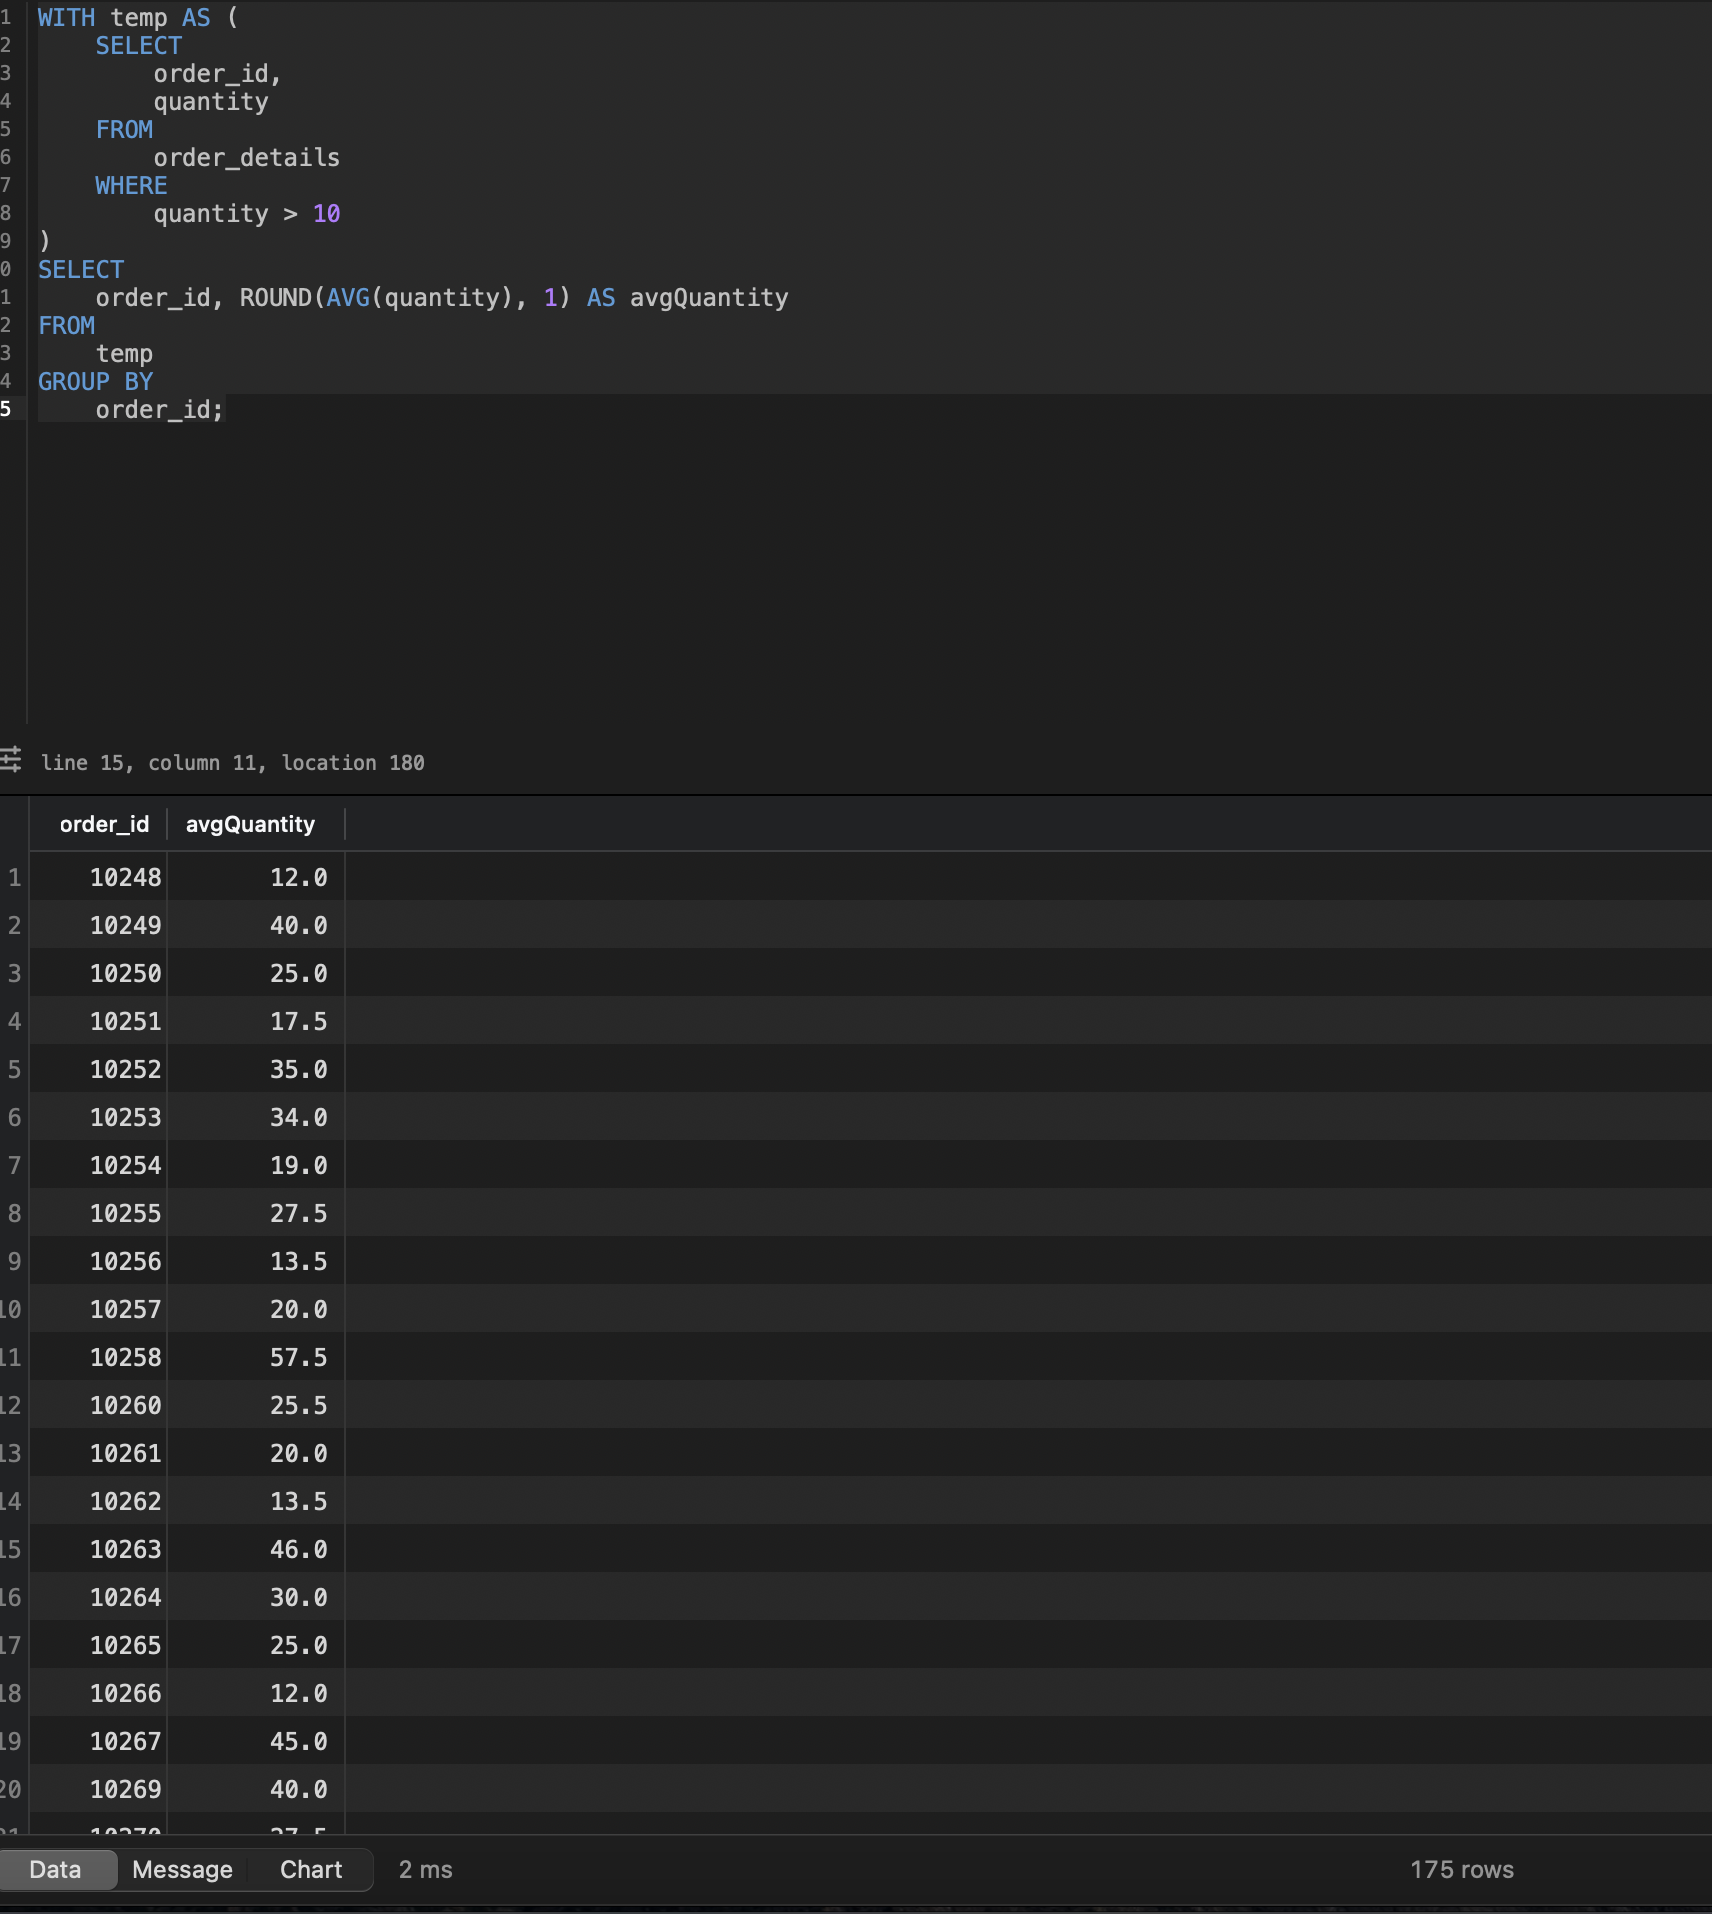 1 WITH temp AS (
2     SELECT
3         order_id,
4         quantity
5     FROM
6         order_details
7     WHERE
8         quantity > 10
9 )
0 SELECT
1     order_id, ROUND(AVG(quantity), 1) AS avgQuantity
2 FROM
3     temp
4 GROUP BY
5     order_id;
line 15, column 11, location 180
order_id avgQuantity
1 10248 12.0
2 10249 40.0
3 10250 25.0
4 10251 17.5
5 10252 35.0
6 10253 34.0
7 10254 19.0
8 10255 27.5
9 10256 13.5
10 10257 20.0
11 10258 57.5
12 10260 25.5
13 10261 20.0
14 10262 13.5
15 10263 46.0
16 10264 30.0
17 10265 25.0
18 10266 12.0
19 10267 45.0
20 10269 40.0
Data Message Chart 2 ms 175 rows